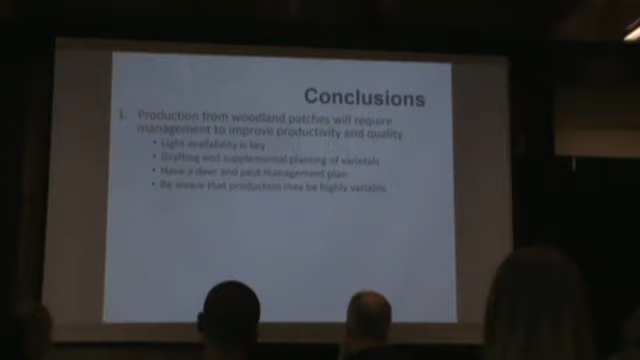 Conclusions
1. Production from woodland patches will require
management to improve productivity and quality
• Light availability is key
• Grafting and supplemental planting of varietals
• Have a deer and pest management plan
• Be aware that production may be highly variable